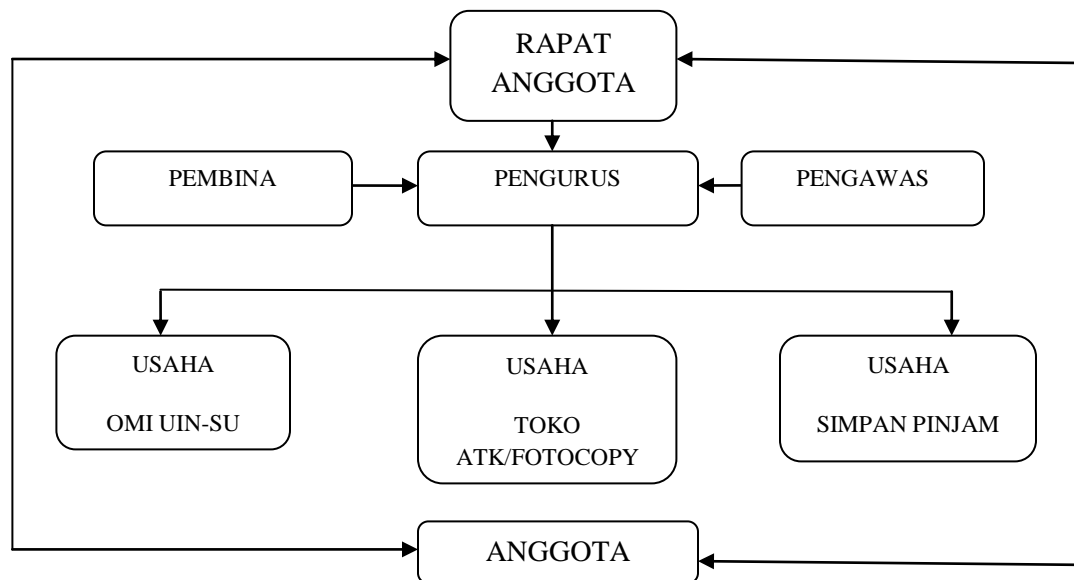 RAPAT
ANGGOTA
PEMBINA
PENGURUS
PENGAWAS
USAHA
OMI UIN-SU
USAHA
TOKO
ATK/FOTOCOPY
USAHA
SIMPAN PINJAM
ANGGOTA